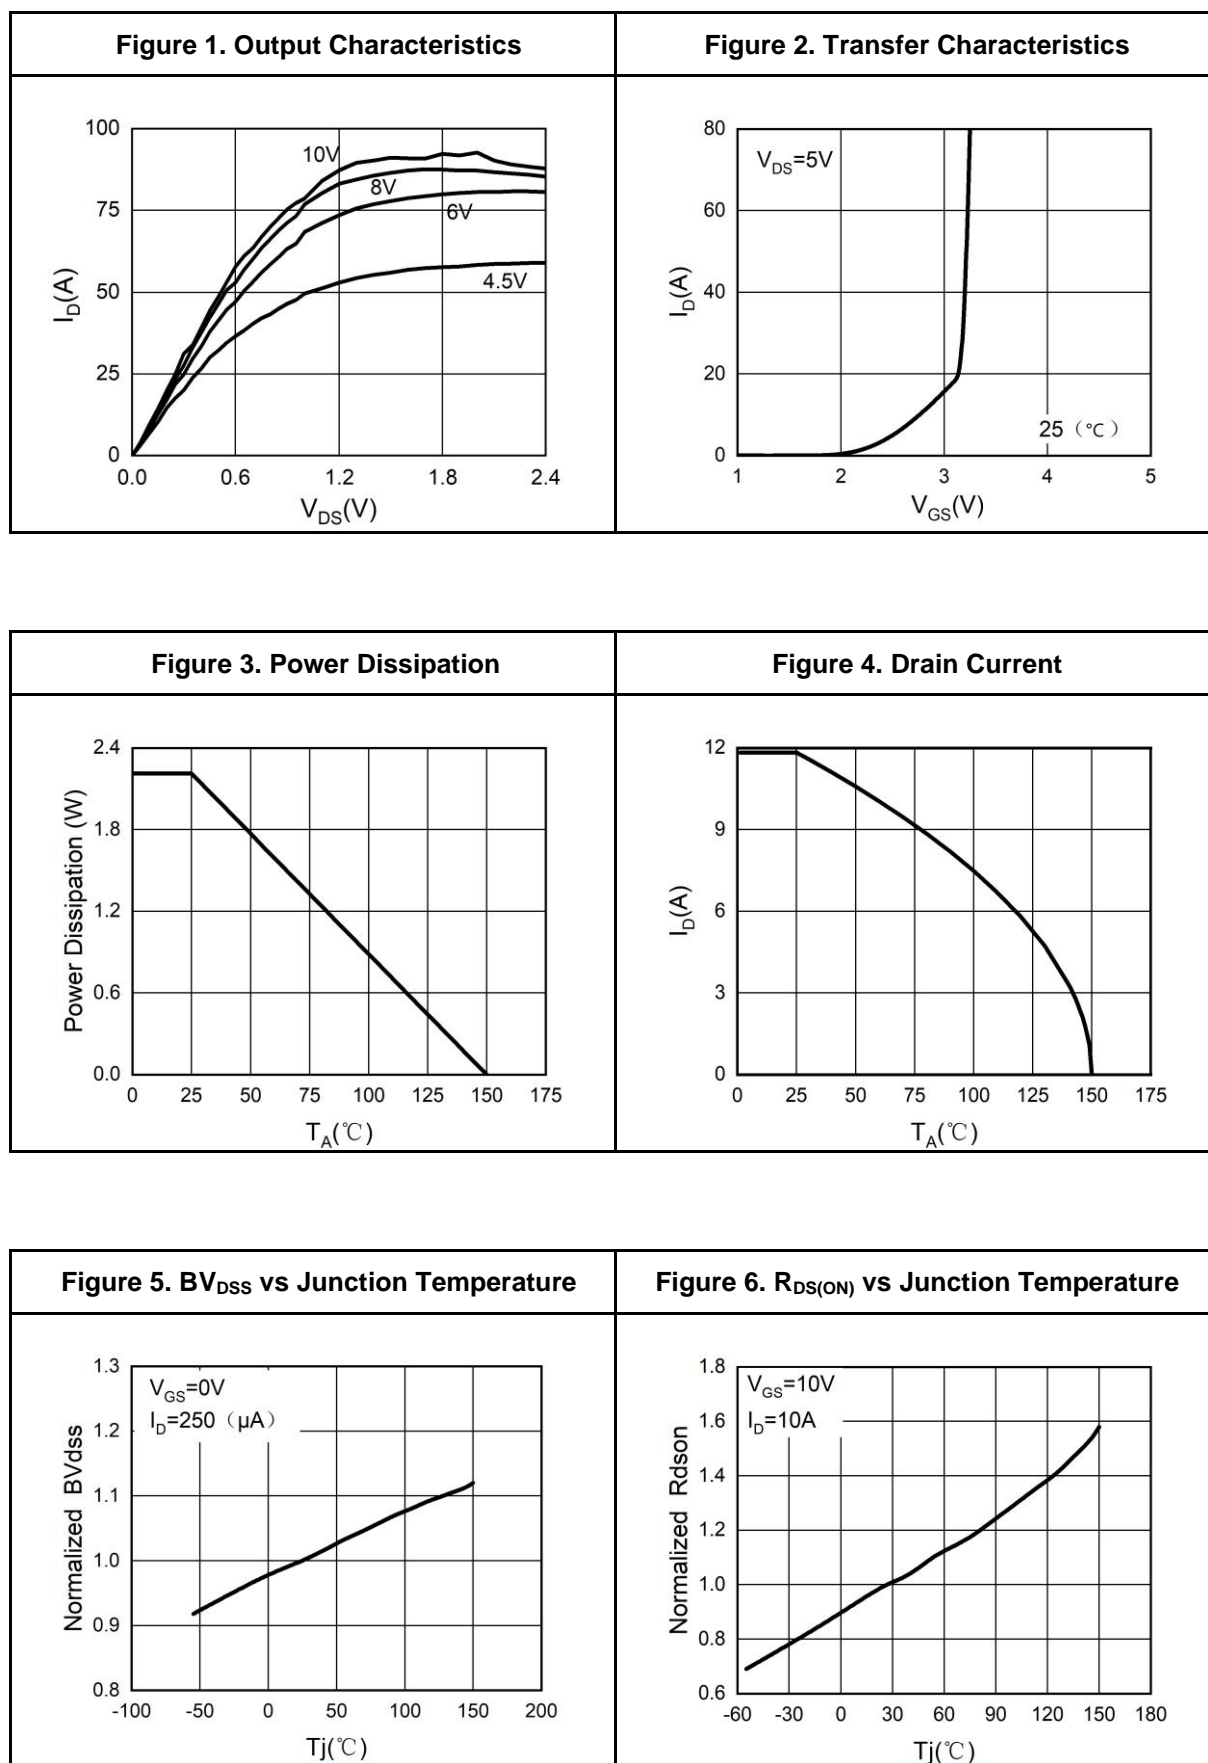 Figure 1. Output Characteristics
Figure 2. Transfer Characteristics
100
75
50
25
0
I_D(A)
10V
8V
6V
4.5V
0.0 0.6 1.2 1.8 2.4
V_DS(V)
80
60
40
20
0
I_D(A)
V_DS=5V
25（℃）
1 2 3 4 5
V_GS(V)
Figure 3. Power Dissipation
Figure 4. Drain Current
2.4
1.8
1.2
0.6
0.0
Power Dissipation (W)
0 25 50 75 100 125 150 175
T_A(℃)
12
9
6
3
0
I_D(A)
0 25 50 75 100 125 150 175
T_A(℃)
Figure 5. BV_DSS vs Junction Temperature
Figure 6. R_DS(ON) vs Junction Temperature
1.3
1.2
1.1
1.0
0.9
0.8
Normalized BVdss
V_GS=0V
I_D=250（μA）
-100 -50 0 50 100 150 200
Tj(℃)
1.8
1.6
1.4
1.2
1.0
0.8
0.6
Normalized Rdson
V_GS=10V
I_D=10A
-60 -30 0 30 60 90 120 150 180
Tj(℃)